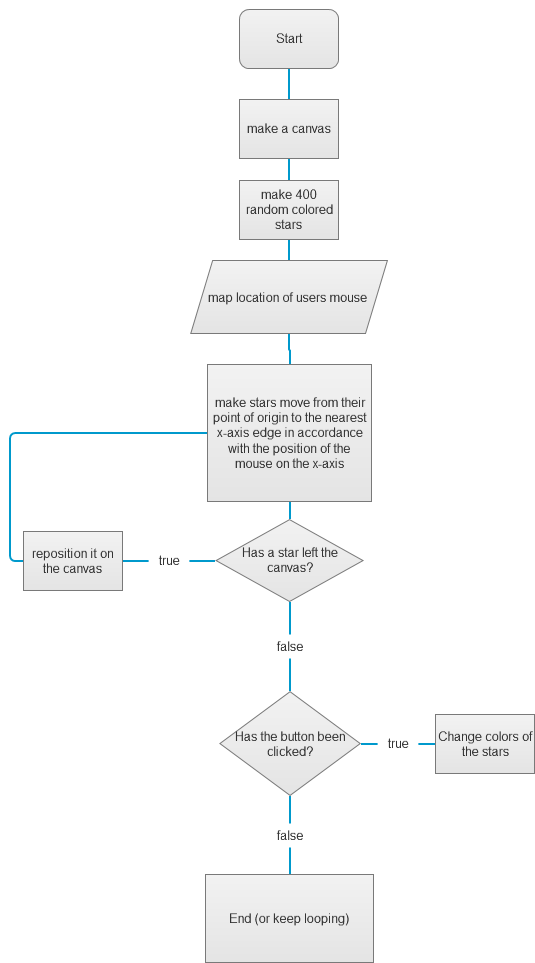 Start
make a canvas
make 400
random colored
stars
map location of users mouse
make stars move from their
point of origin to the nearest
x-axis edge in accordance
with the position of the
mouse on the x-axis
Has a star left the
canvas?
true
reposition it on
the canvas
false
Has the button been
clicked?
true
Change colors of
the stars
false
End (or keep looping)